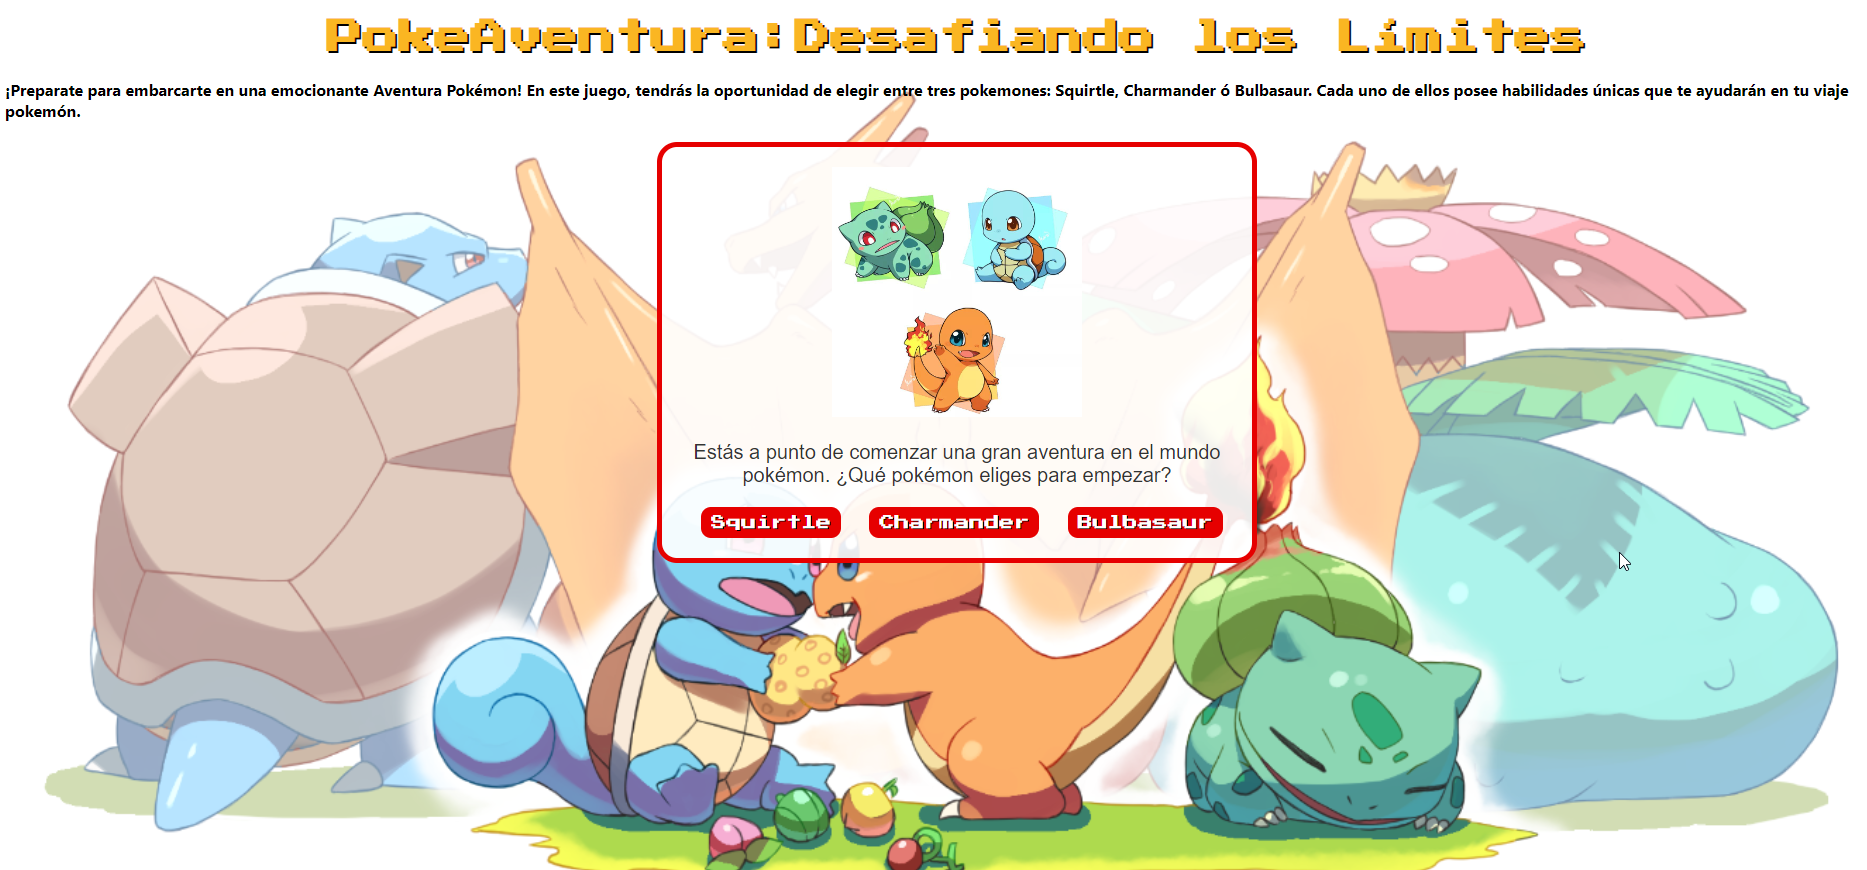 PokeAventura:Desafiando los Límites
¡Preparate para embarcarte en una emocionante Aventura Pokémon! En este juego, tendrás la oportunidad de elegir entre tres pokemones: Squirtle, Charmander ó Bulbasaur. Cada uno de ellos posee habilidades únicas que te ayudarán en tu viaje
pokemón.
Estás a punto de comenzar una gran aventura en el mundo
pokémon. ¿Qué pokémon eliges para empezar?
Squirtle Charmander Bulbasaur